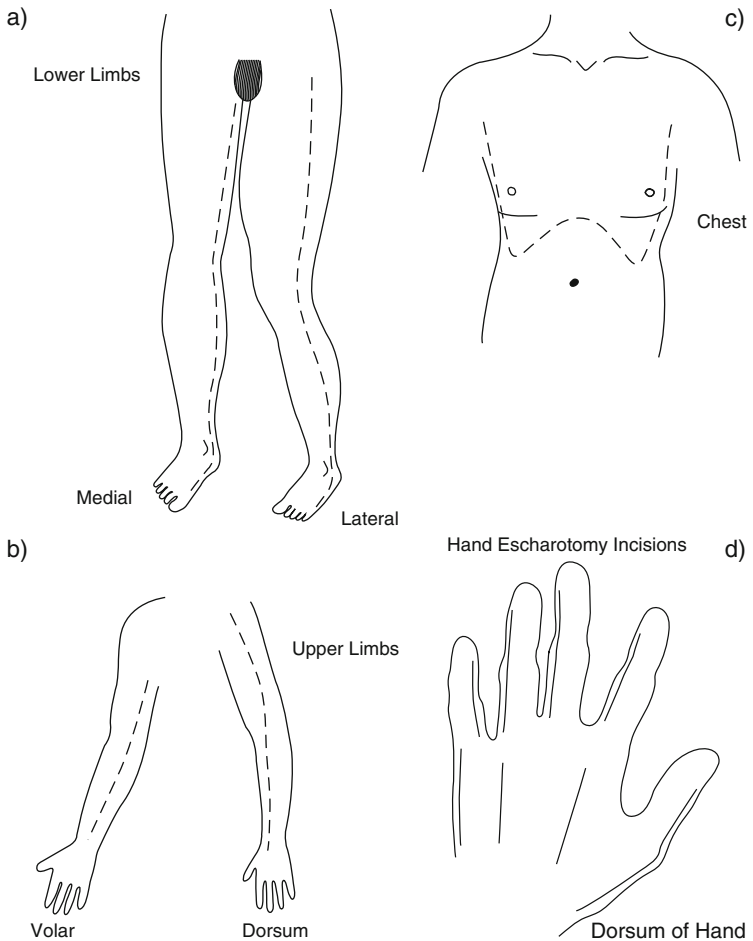 a)
Lower Limbs
Medial
Lateral
b)
Upper Limbs
Volar
Dorsum
c)
Chest
Hand Escharotomy Incisions
d)
Dorsum of Hand